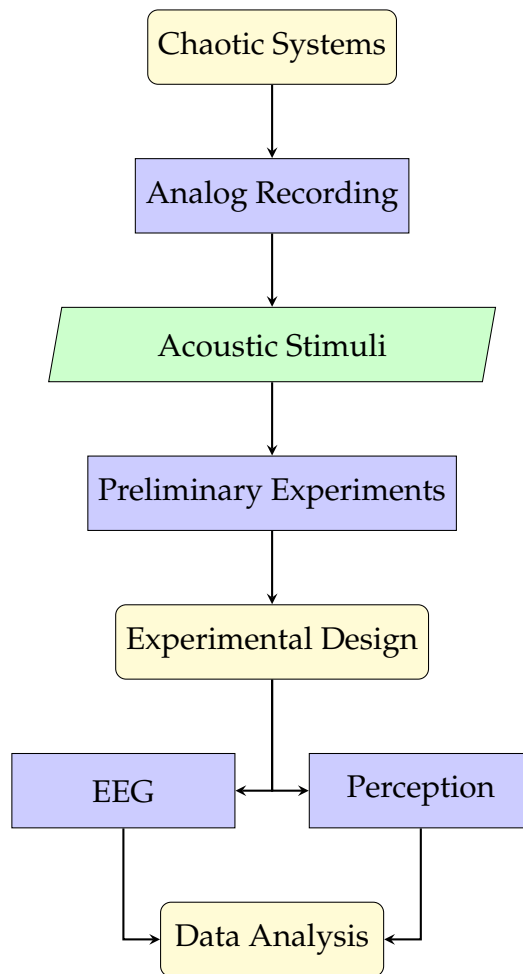 Chaotic Systems
Analog Recording
Acoustic Stimuli
Preliminary Experiments
Experimental Design
EEG
Perception
Data Analysis